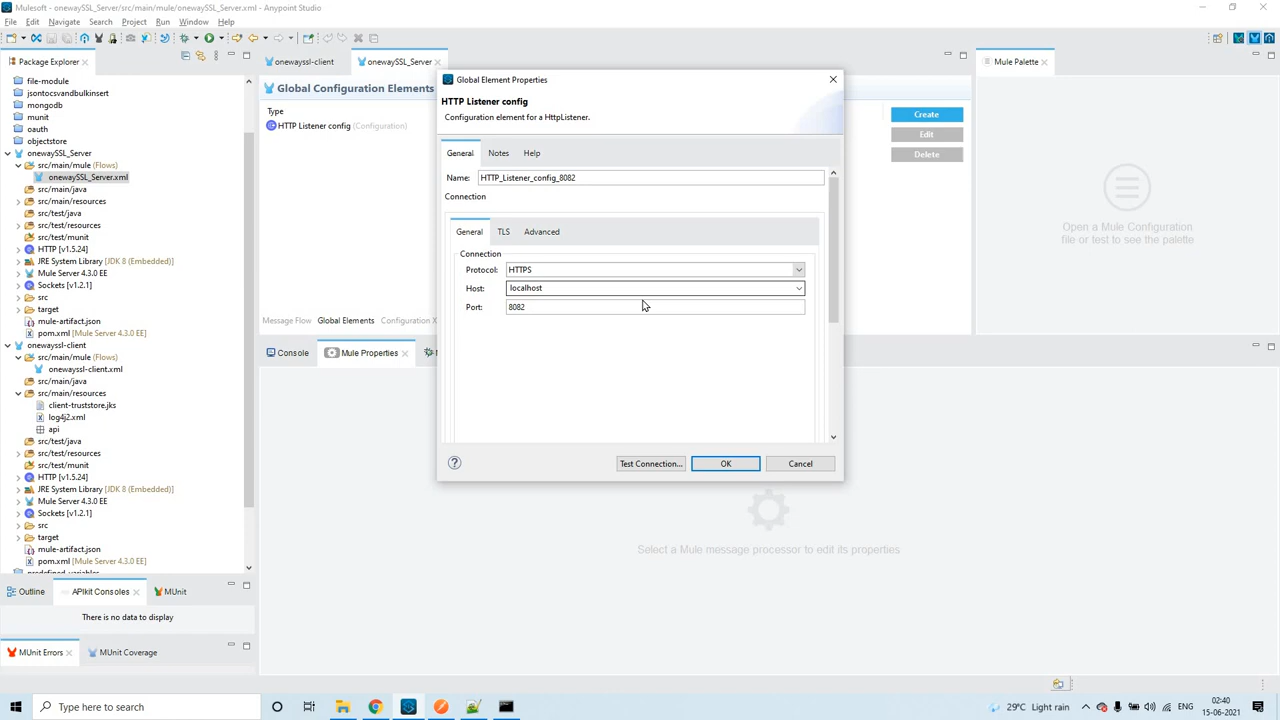 Mulesoft - onewaySSL_Server/src/main/mule/onewaySSL_Server.xml - Anypoint Studio
File Edit Navigate Search Project Run Window Help
Package Explorer
file-module
jsontocsvandbulkinsert
mongodb
munit
oauth
objectstore
onewaySSL_Server
src/main/mule (Flows)
onewaySSL_Server.xml
src/main/java
src/main/resources
src/test/java
src/test/resources
src/test/munit
HTTP [v1.5.24]
JRE System Library [JDK 8 (Embedded)]
Mule Server 4.3.0 EE
Sockets [v1.2.1]
src
target
mule-artifact.json
pom.xml [Mule Server 4.3.0 EE]
onewayssl-client
src/main/mule (Flows)
onewayssl-client.xml
src/main/java
src/main/resources
client-truststore.jks
log4j2.xml
api
src/test/java
src/test/resources
src/test/munit
HTTP [v1.5.24]
JRE System Library [JDK 8 (Embedded)]
Mule Server 4.3.0 EE
Sockets [v1.2.1]
src
target
mule-artifact.json
pom.xml [Mule Server 4.3.0 EE]
predefined_variables
Outline APIkit Consoles MUnit
There is no data to display
MUnit Errors MUnit Coverage
onewayssl-client onewaySSL_Server
Global Configuration Elements
Type
HTTP Listener config (Configuration)
Create
Edit
Delete
Message Flow Global Elements Configuration X
Console Mule Properties
Select a Mule message processor to edit its properties
Mule Palette
Open a Mule Configuration
file or test to see the palette
Global Element Properties
HTTP Listener config
Configuration element for a HttpListener.
General Notes Help
Name: HTTP_Listener_config_8082
Connection
General TLS Advanced
Connection
Protocol: HTTPS
Host: localhost
Port: 8082
Test Connection... OK Cancel
Type here to search
29°C Light rain
ENG
02:40
15-06-2021